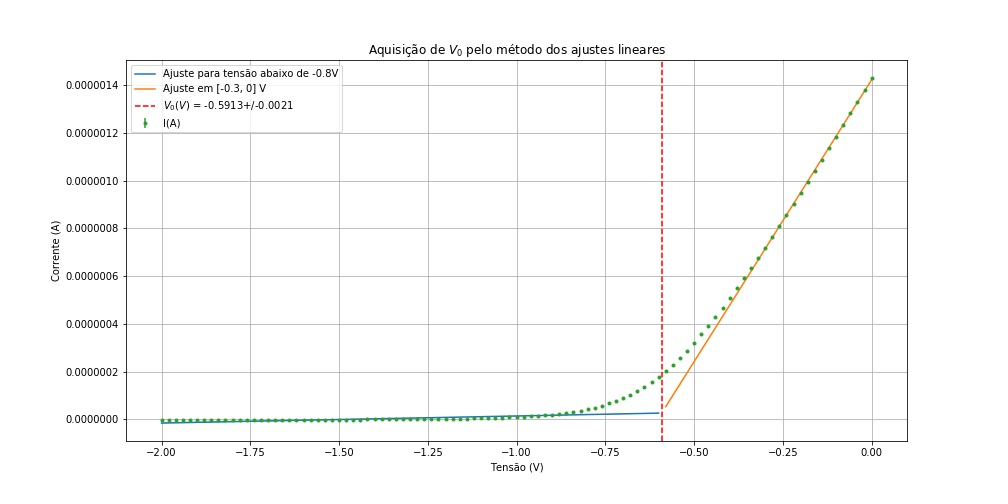 Aquisição de V₀ pelo método dos ajustes lineares
Ajuste para tensão abaixo de -0.8V
Ajuste em [-0.3, 0] V
V₀(V) = -0.5913+/-0.0021
I(A)
Corrente (A)
0.0000014
0.0000012
0.0000010
0.0000008
0.0000006
0.0000004
0.0000002
0.0000000
−2.00 −1.75 −1.50 −1.25 −1.00 −0.75 −0.50 −0.25 0.00
Tensão (V)